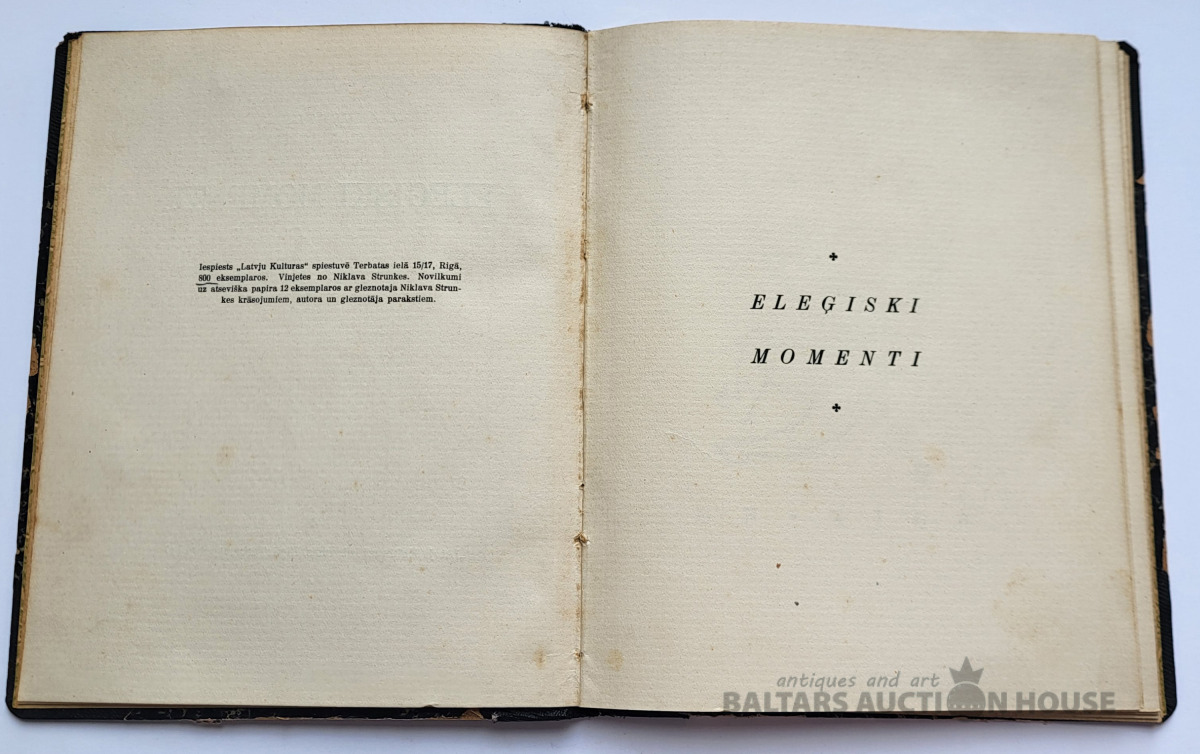 Iespiests „Latvju Kulturas“ spiestuvē Terbatas ielā 15/17, Rigā,
800 eksemplaros. Vinjetes no Niklava Strunkes. Novilkumi
uz atseviška papira 12 eksemplaros ar gleznotaja Niklava Strun-
kes krāsojumiem, autora un gleznotāja parakstiem.
ELEĢISKI
MOMENTI
antiques and art
BALTARS AUCTION HOUSE